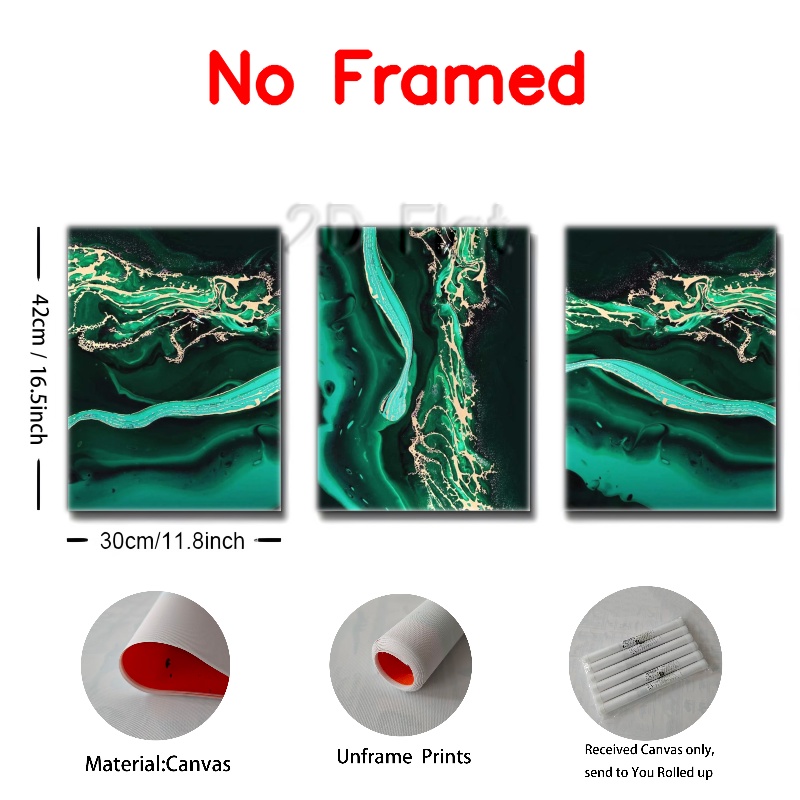 No Framed
2D Flat
42cm / 16.5inch
30cm/11.8inch
Material:Canvas
Unframe Prints
Received Canvas only,
send to You Rolled up